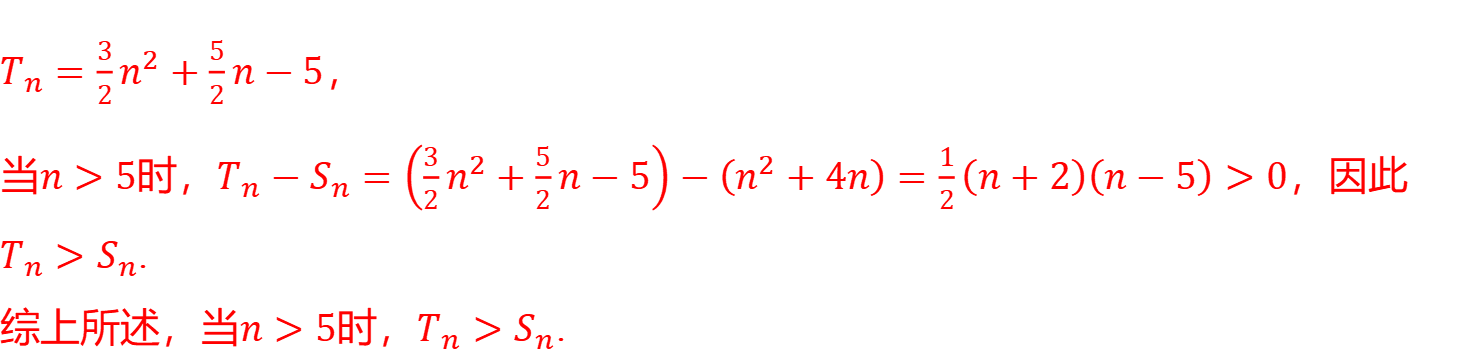 Tₙ = 3/2 n² + 5/2 n − 5，
当n > 5时，Tₙ − Sₙ = (3/2 n² + 5/2 n − 5) − (n² + 4n) = 1/2 (n + 2)(n − 5) > 0，因此
Tₙ > Sₙ.
综上所述，当n > 5时，Tₙ > Sₙ.